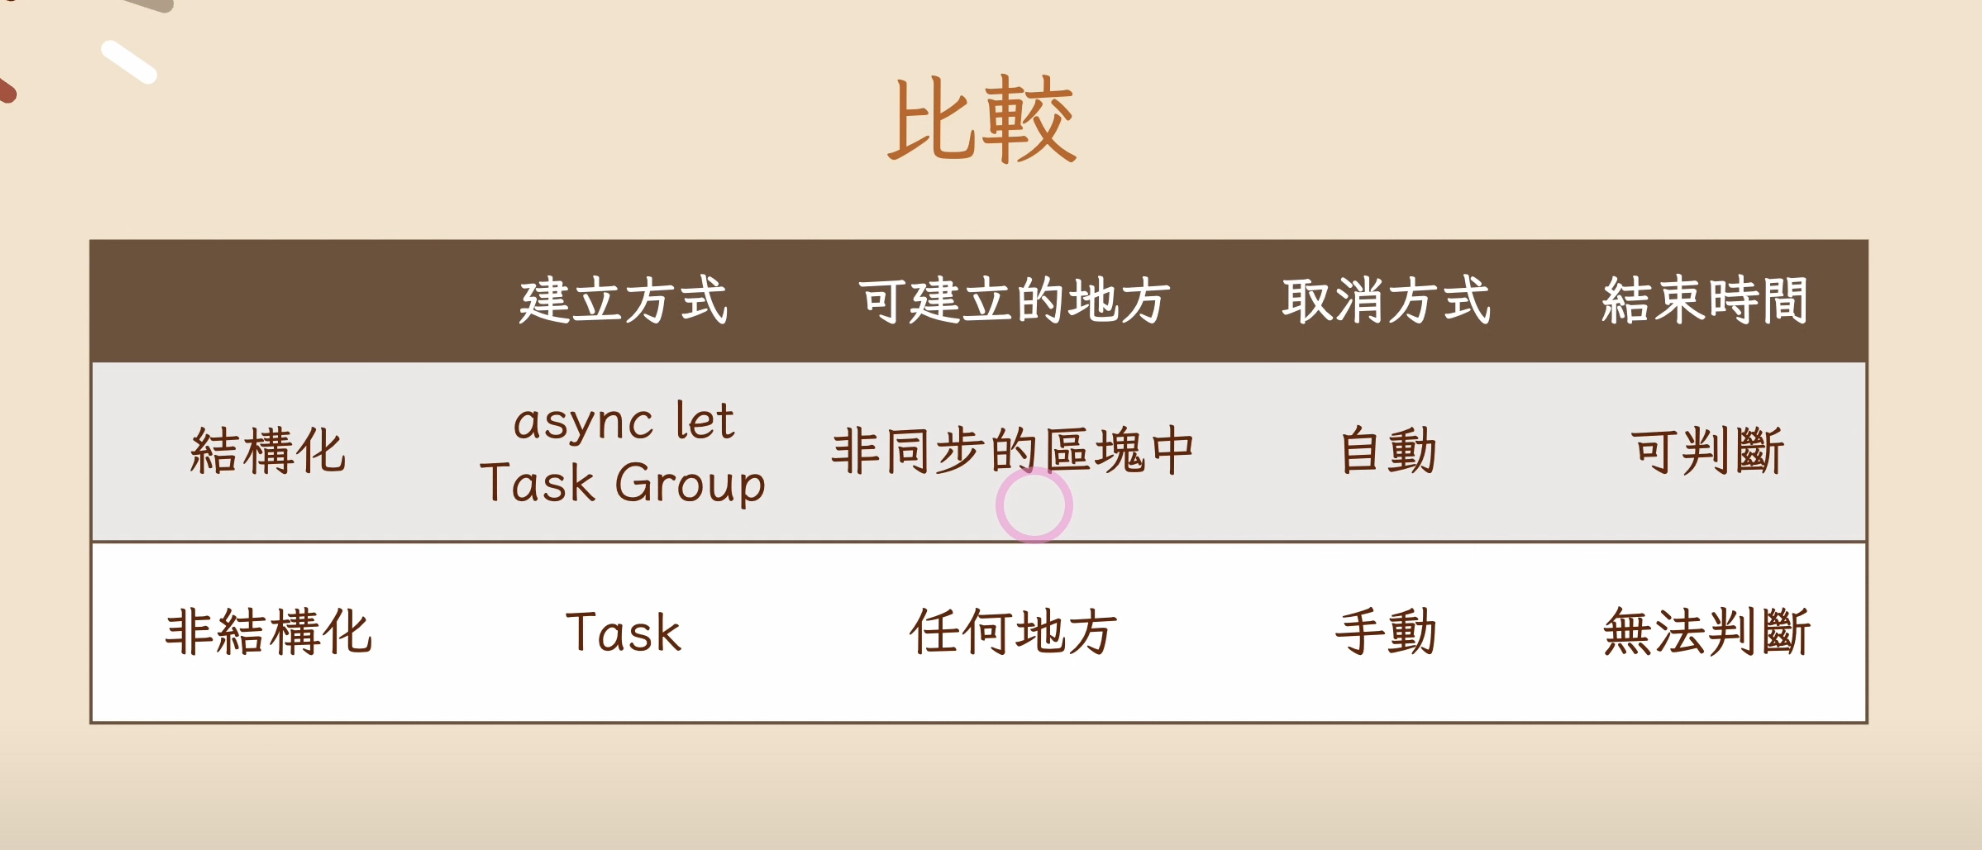 比較
建立方式 可建立的地方 取消方式 結束時間
結構化 async let Task Group 非同步的區塊中 自動 可判斷
非結構化 Task 任何地方 手動 無法判斷